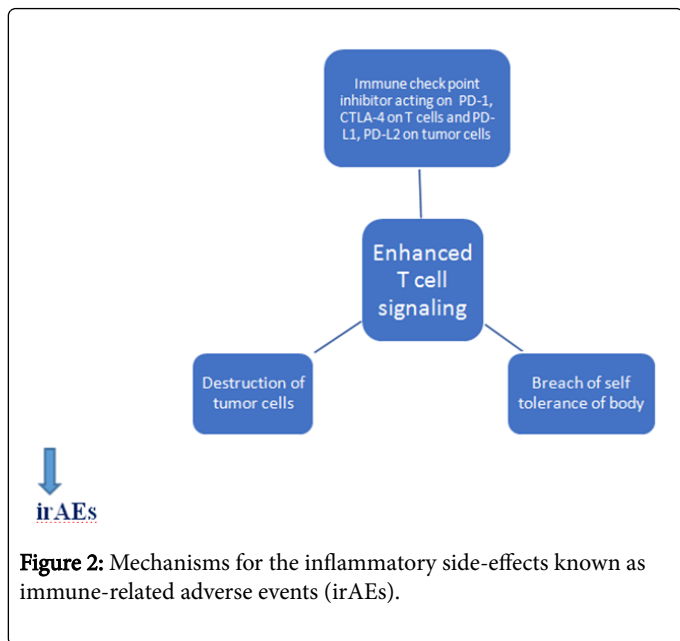 Immune check point
inhibitor acting on PD-1,
CTLA-4 on T cells and PD-
L1, PD-L2 on tumor cells
Enhanced
T cell
signaling
Destruction of
tumor cells
Breach of self
tolerance of body
irAEs
Figure 2: Mechanisms for the inflammatory side-effects known as
immune-related adverse events (irAEs).